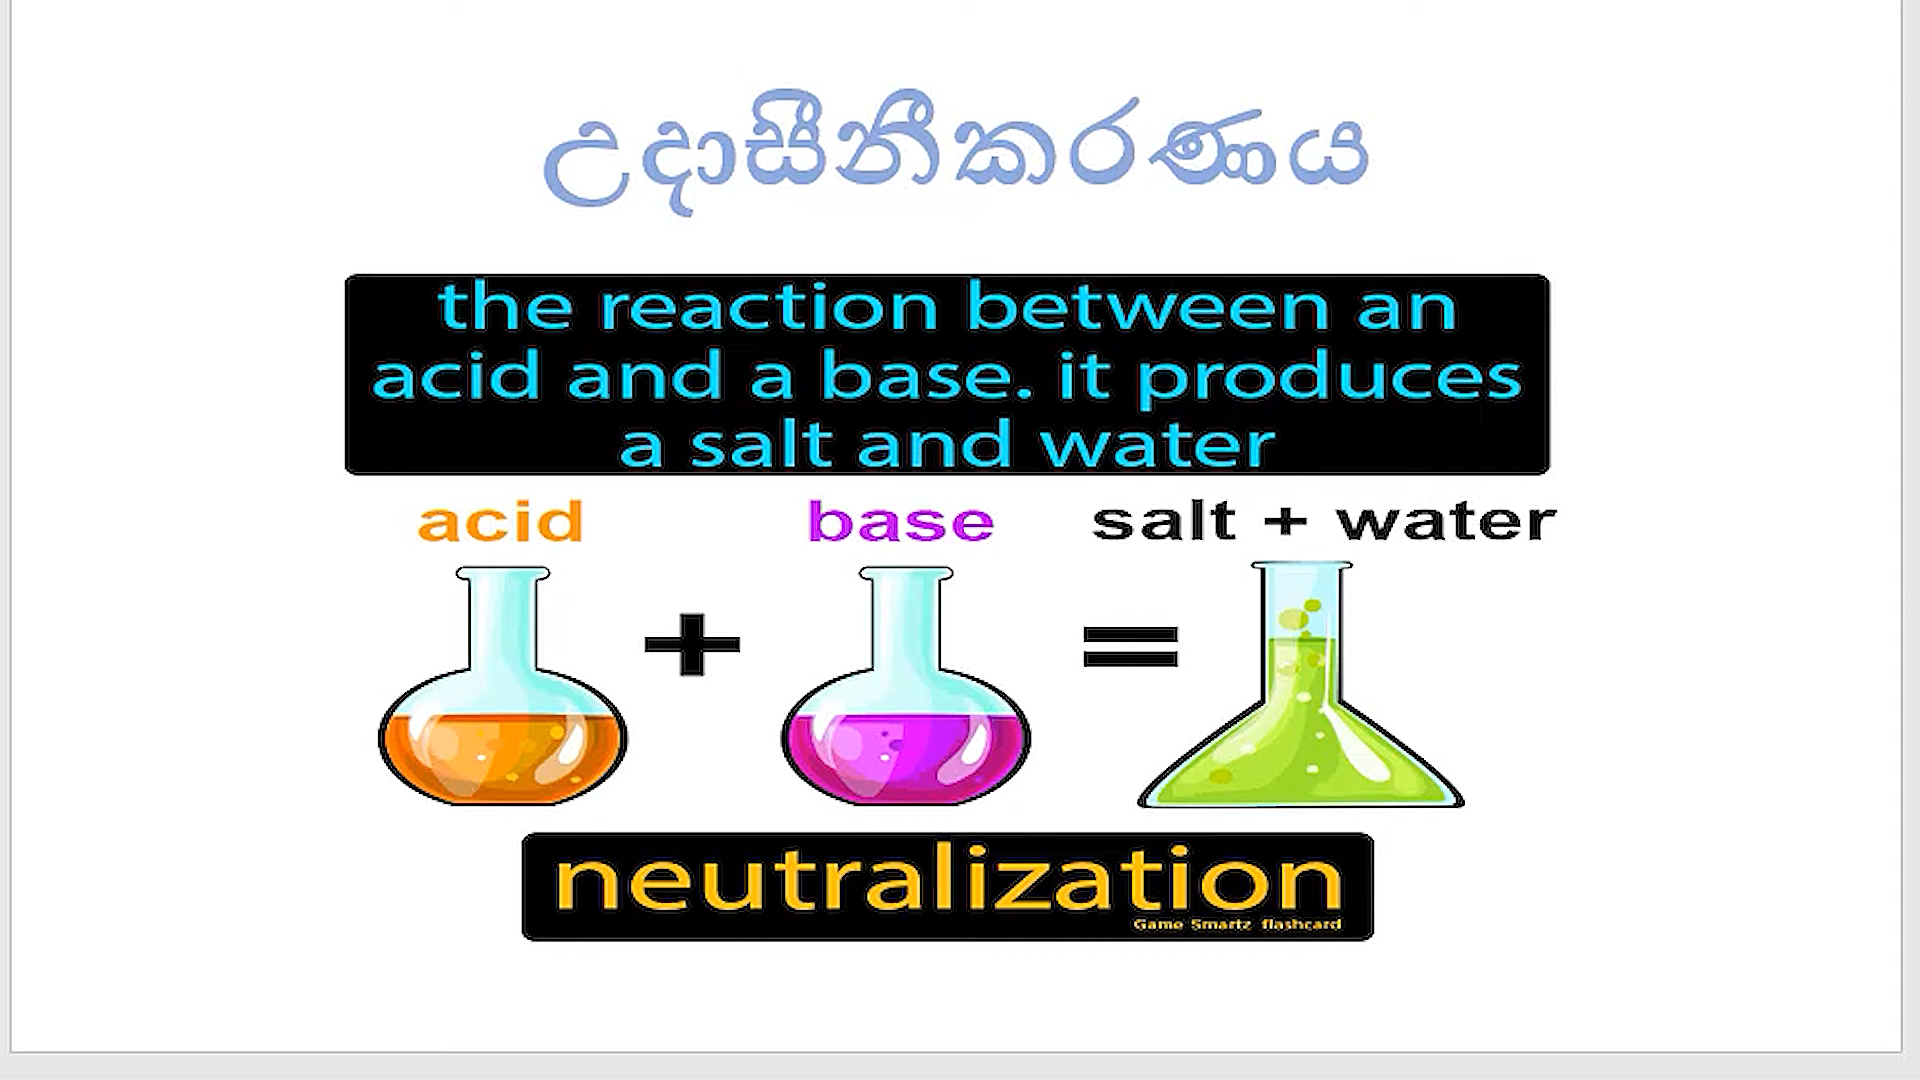 උදාසීනීකරණය
the reaction between an
acid and a base. it produces
a salt and water
acid base salt + water
+ =
neutralization
Game Smartz flashcard